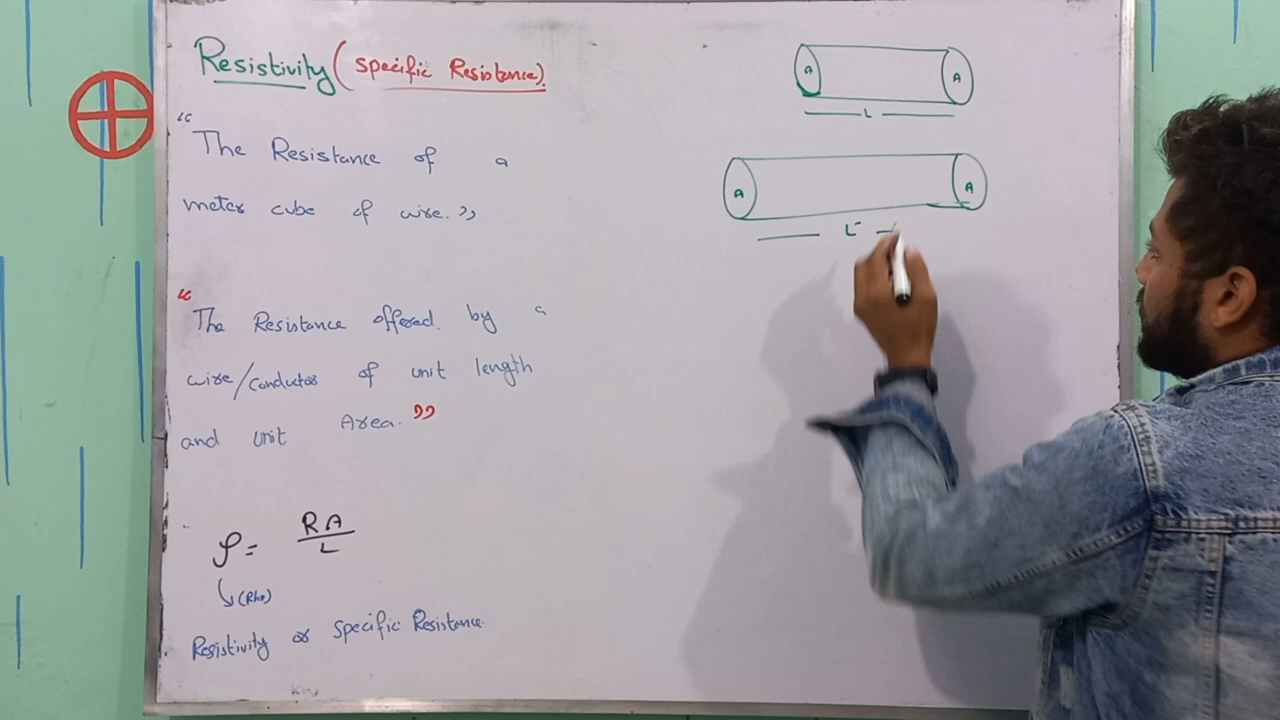 Resistivity (Specific Resistance).
"The Resistance of a
meter cube of wire."
"The Resistance offered by a
wire/conductor of unit length
and unit Area."
ρ = RA
L
(Rho)
Resistivity or Specific Resistance
A A
L
A A
L